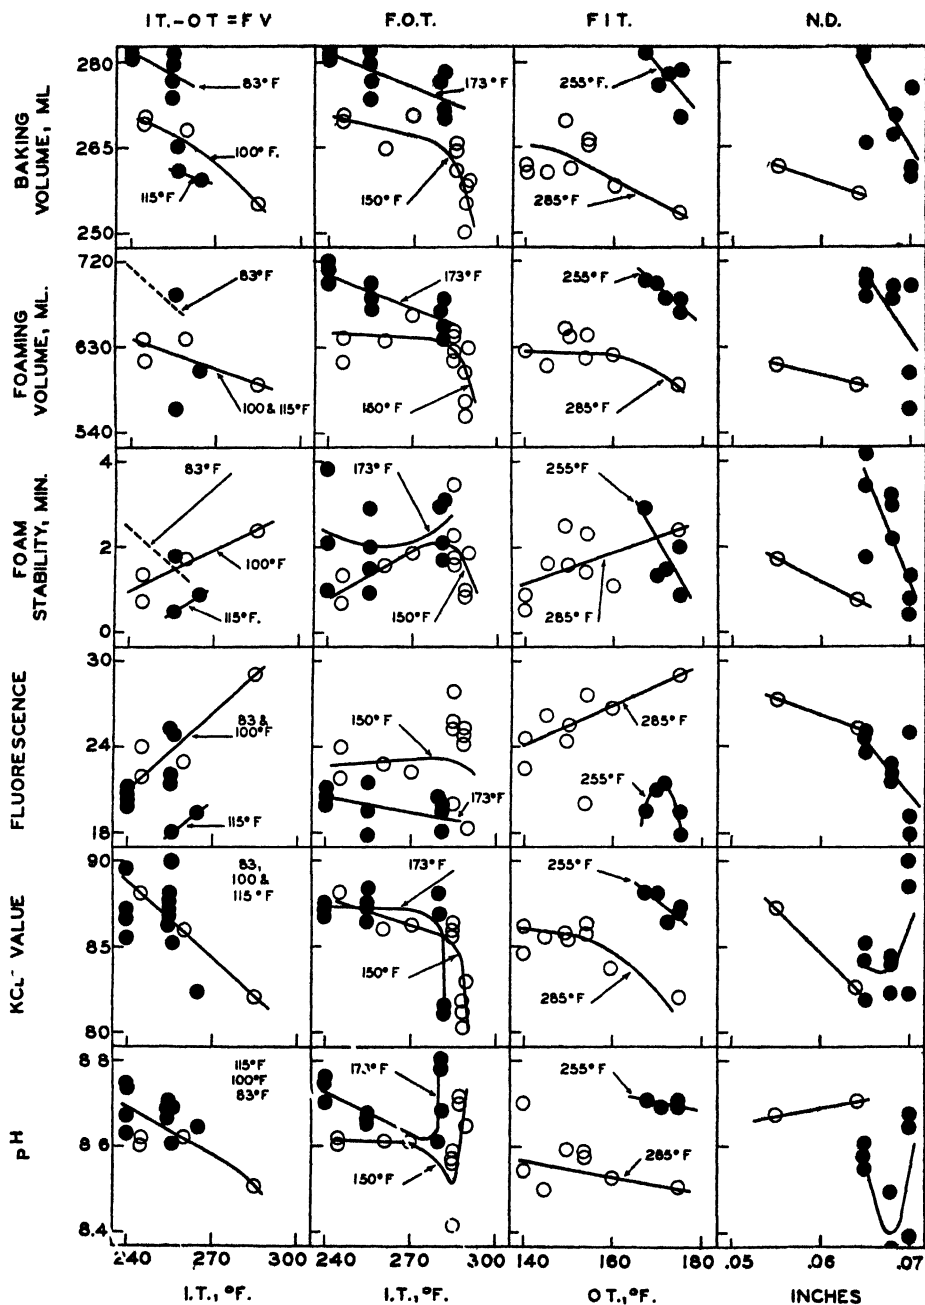 I.T.-OT = F V F.O.T. F I T. N.D.
BAKING VOLUME, ML
280
265
250
83° F
100° F.
115° F
173° F
150° F
255° F.
285° F
FOAMING VOLUME, ML.
720
630
540
83° F
100 & 115° F
173° F
180° F
255° F
285° F
FOAM STABILITY, MIN.
4
2
0
83° F
100° F
115° F.
173° F
150° F
255° F
285° F
FLUORESCENCE
30
24
18
83 &
100° F
115° F
150° F
173° F
285° F
255° F
KCL- VALUE
90
85
80
83,
100 &
115° F
173° F
150° F
255° F
285° F
pH
8 8
8 6
8.4
115° F
100° F
83° F
173° F
150° F
255° F
285° F
240 270 300 240 270 300 140 160 180 .05 .06 .07
I.T., °F. I.T., °F. O T., °F. INCHES